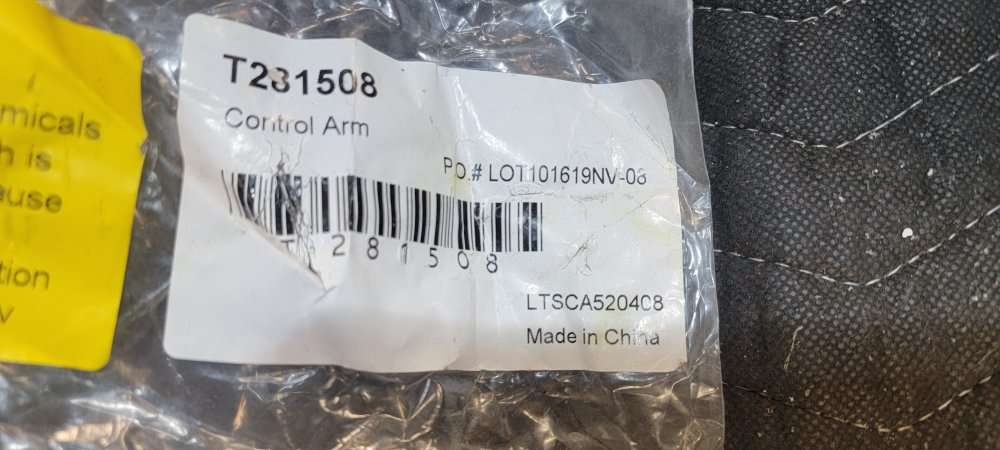 T281508
Control Arm
P.O.# LOT101619NV-08
T281508
LTSCA520408
Made in China
micals
h is
ause
tion
v